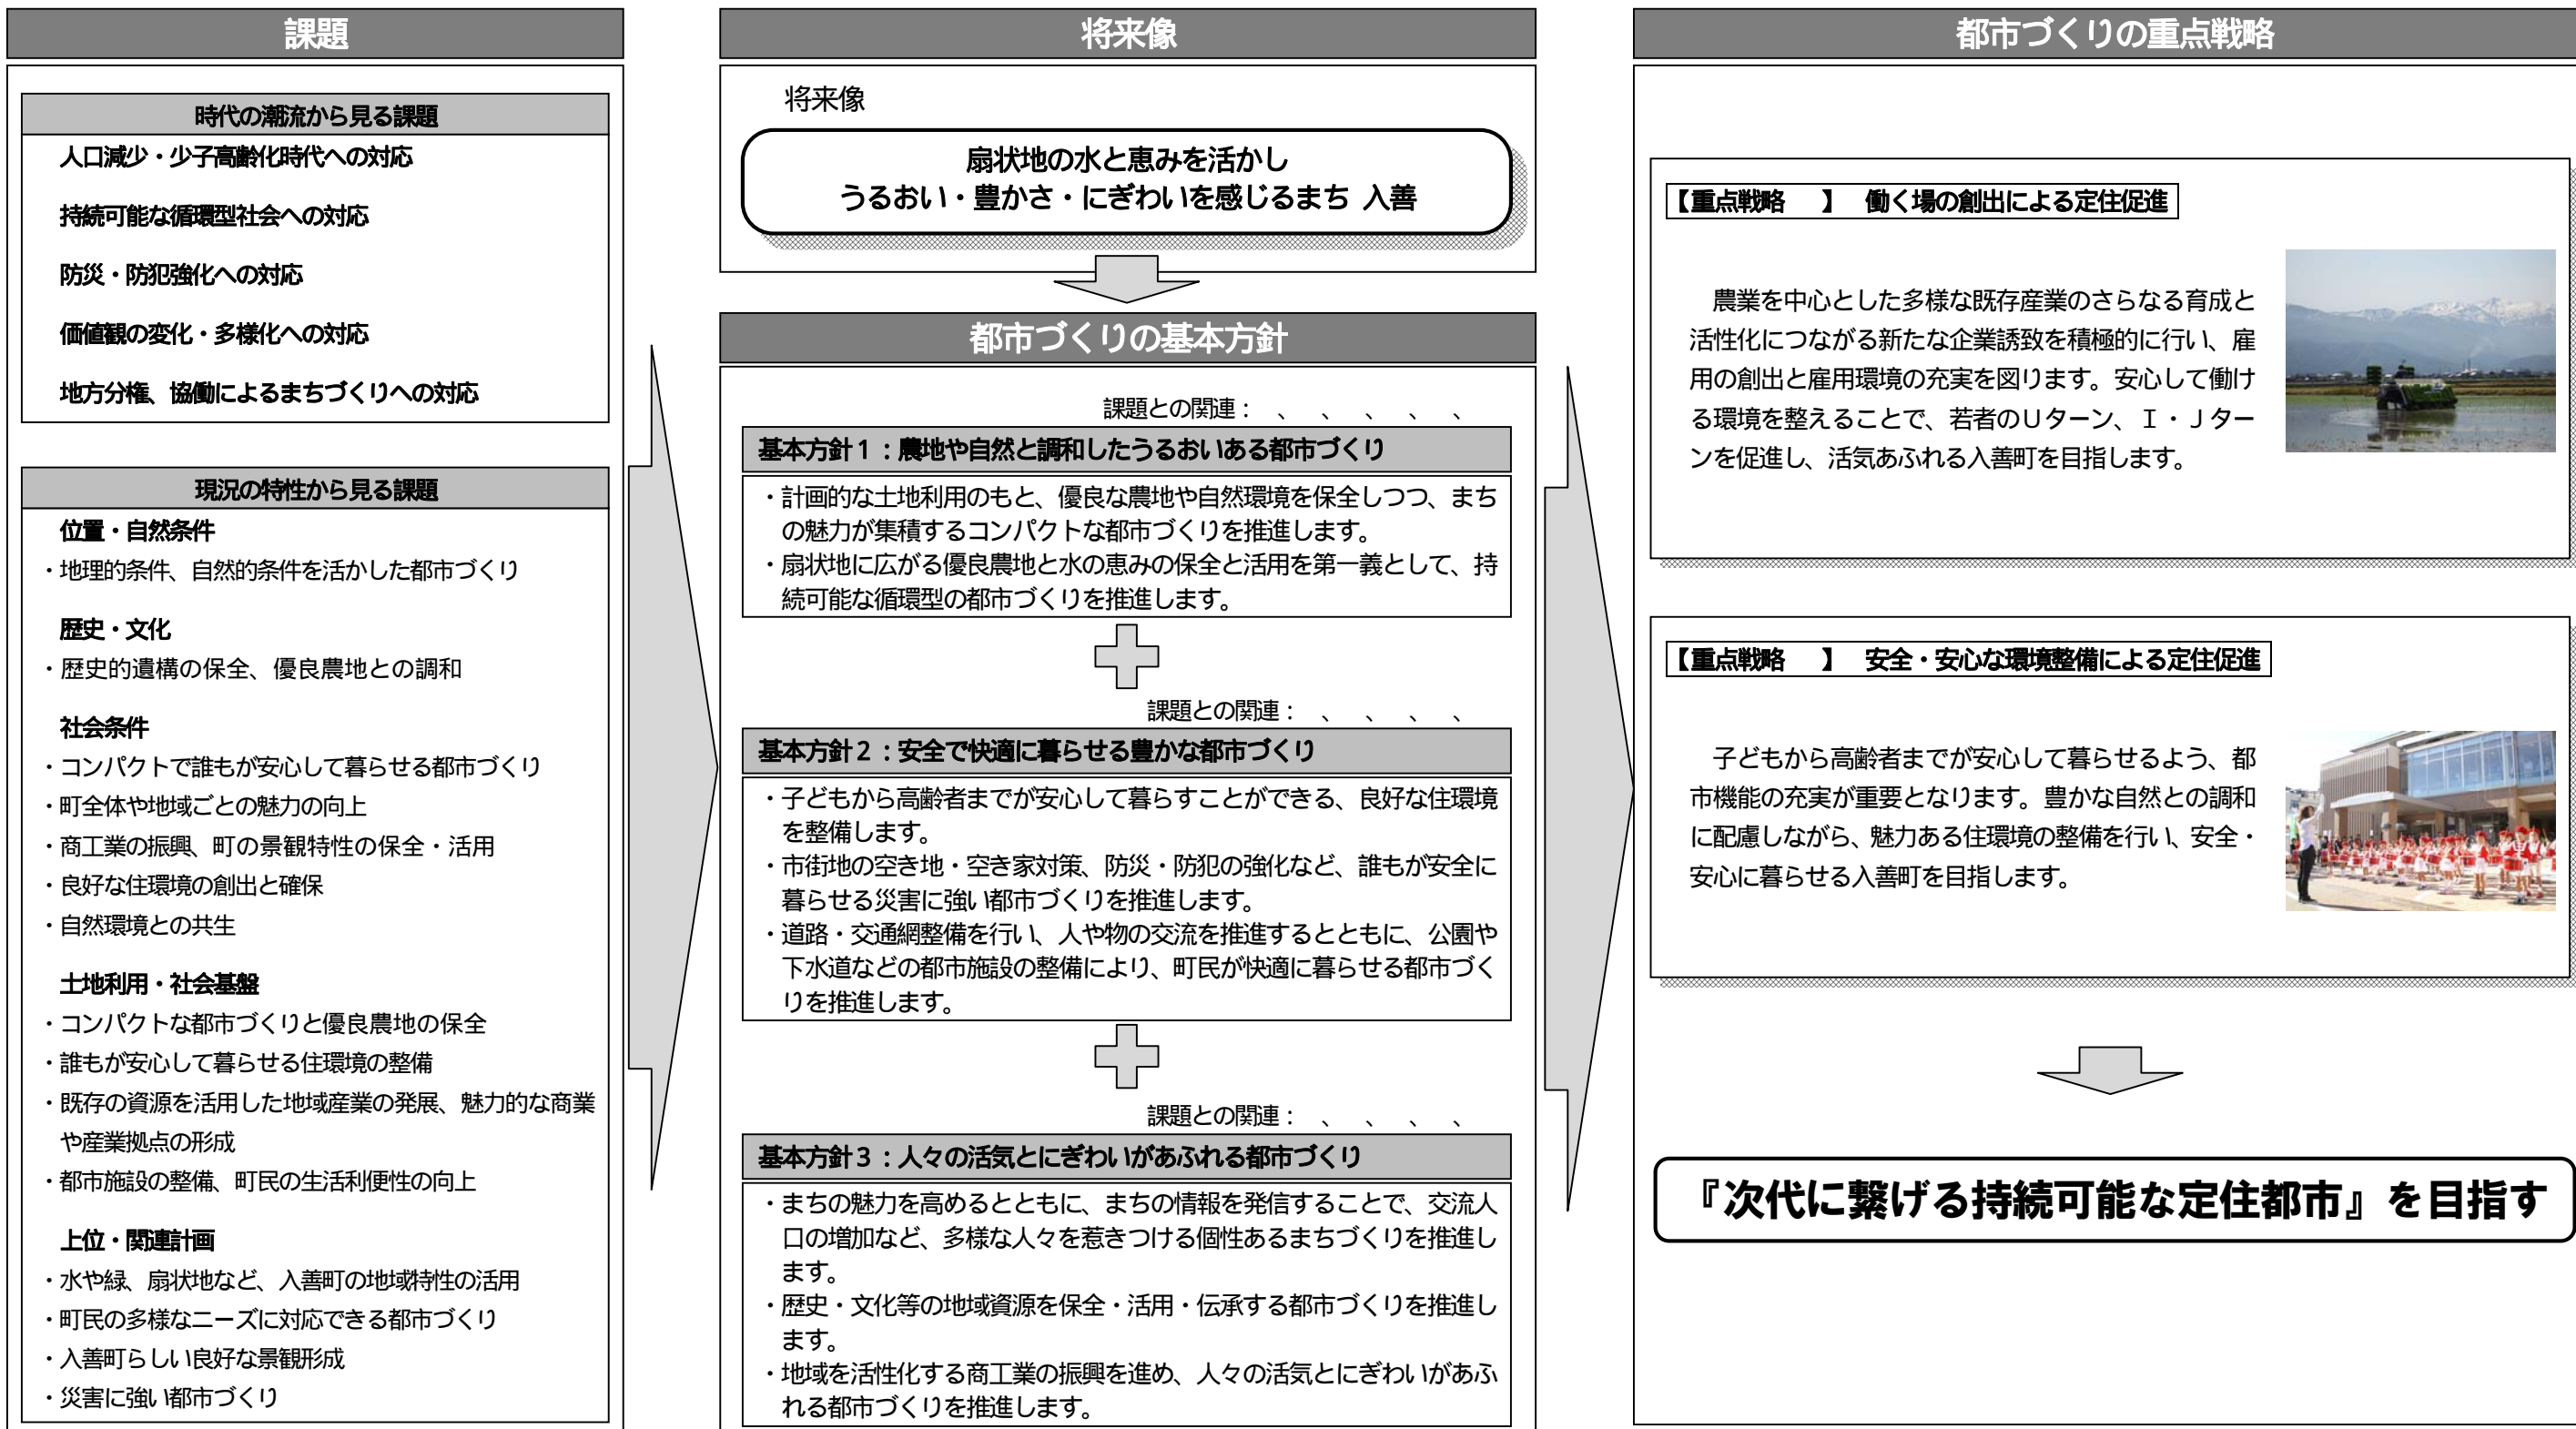 課題
時代の潮流から見る課題
人口減少・少子高齢化時代への対応
持続可能な循環型社会への対応
防災・防犯強化への対応
価値観の変化・多様化への対応
地方分権、協働によるまちづくりへの対応
現況の特性から見る課題
位置・自然条件
・地理的条件、自然的条件を活かした都市づくり
歴史・文化
・歴史的遺構の保全、優良農地との調和
社会条件
・コンパクトで誰もが安心して暮らせる都市づくり
・町全体や地域ごとの魅力の向上
・商工業の振興、町の景観特性の保全・活用
・良好な住環境の創出と確保
・自然環境との共生
土地利用・社会基盤
・コンパクトな都市づくりと優良農地の保全
・誰もが安心して暮らせる住環境の整備
・既存の資源を活用した地域産業の発展、魅力的な商業
や産業拠点の形成
・都市施設の整備、町民の生活利便性の向上
上位・関連計画
・水や緑、扇状地など、入善町の地域特性の活用
・町民の多様なニーズに対応できる都市づくり
・入善町らしい良好な景観形成
・災害に強い都市づくり
将来像
将来像
扇状地の水と恵みを活かし
うるおい・豊かさ・にぎわいを感じるまち 入善
都市づくりの基本方針
課題との関連：　、　、　、　、　、
基本方針１：農地や自然と調和したうるおいある都市づくり
・計画的な土地利用のもと、優良な農地や自然環境を保全しつつ、まち
の魅力が集積するコンパクトな都市づくりを推進します。
・扇状地に広がる優良農地と水の恵みの保全と活用を第一義として、持
続可能な循環型の都市づくりを推進します。
課題との関連：　、　、　、　、
基本方針２：安全で快適に暮らせる豊かな都市づくり
・子どもから高齢者までが安心して暮らすことができる、良好な住環境
を整備します。
・市街地の空き地・空き家対策、防災・防犯の強化など、誰もが安全に
暮らせる災害に強い都市づくりを推進します。
・道路・交通網整備を行い、人や物の交流を推進するとともに、公園や
下水道などの都市施設の整備により、町民が快適に暮らせる都市づく
りを推進します。
課題との関連：　、　、　、　、
基本方針３：人々の活気とにぎわいがあふれる都市づくり
・まちの魅力を高めるとともに、まちの情報を発信することで、交流人
口の増加など、多様な人々を惹きつける個性あるまちづくりを推進し
ます。
・歴史・文化等の地域資源を保全・活用・伝承する都市づくりを推進し
ます。
・地域を活性化する商工業の振興を進め、人々の活気とにぎわいがあふ
れる都市づくりを推進します。
都市づくりの重点戦略
【重点戦略　】　働く場の創出による定住促進
農業を中心とした多様な既存産業のさらなる育成と
活性化につながる新たな企業誘致を積極的に行い、雇
用の創出と雇用環境の充実を図ります。安心して働け
る環境を整えることで、若者のＵターン、Ｉ・Ｊター
ンを促進し、活気あふれる入善町を目指します。
【重点戦略　】　安全・安心な環境整備による定住促進
子どもから高齢者までが安心して暮らせるよう、都
市機能の充実が重要となります。豊かな自然との調和
に配慮しながら、魅力ある住環境の整備を行い、安全・
安心に暮らせる入善町を目指します。
『次代に繋げる持続可能な定住都市』を目指す